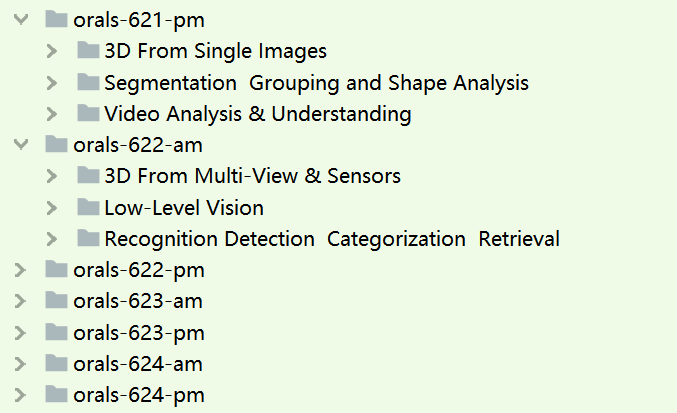 orals-621-pm
3D From Single Images
Segmentation  Grouping and Shape Analysis
Video Analysis & Understanding
orals-622-am
3D From Multi-View & Sensors
Low-Level Vision
Recognition Detection  Categorization  Retrieval
orals-622-pm
orals-623-am
orals-623-pm
orals-624-am
orals-624-pm